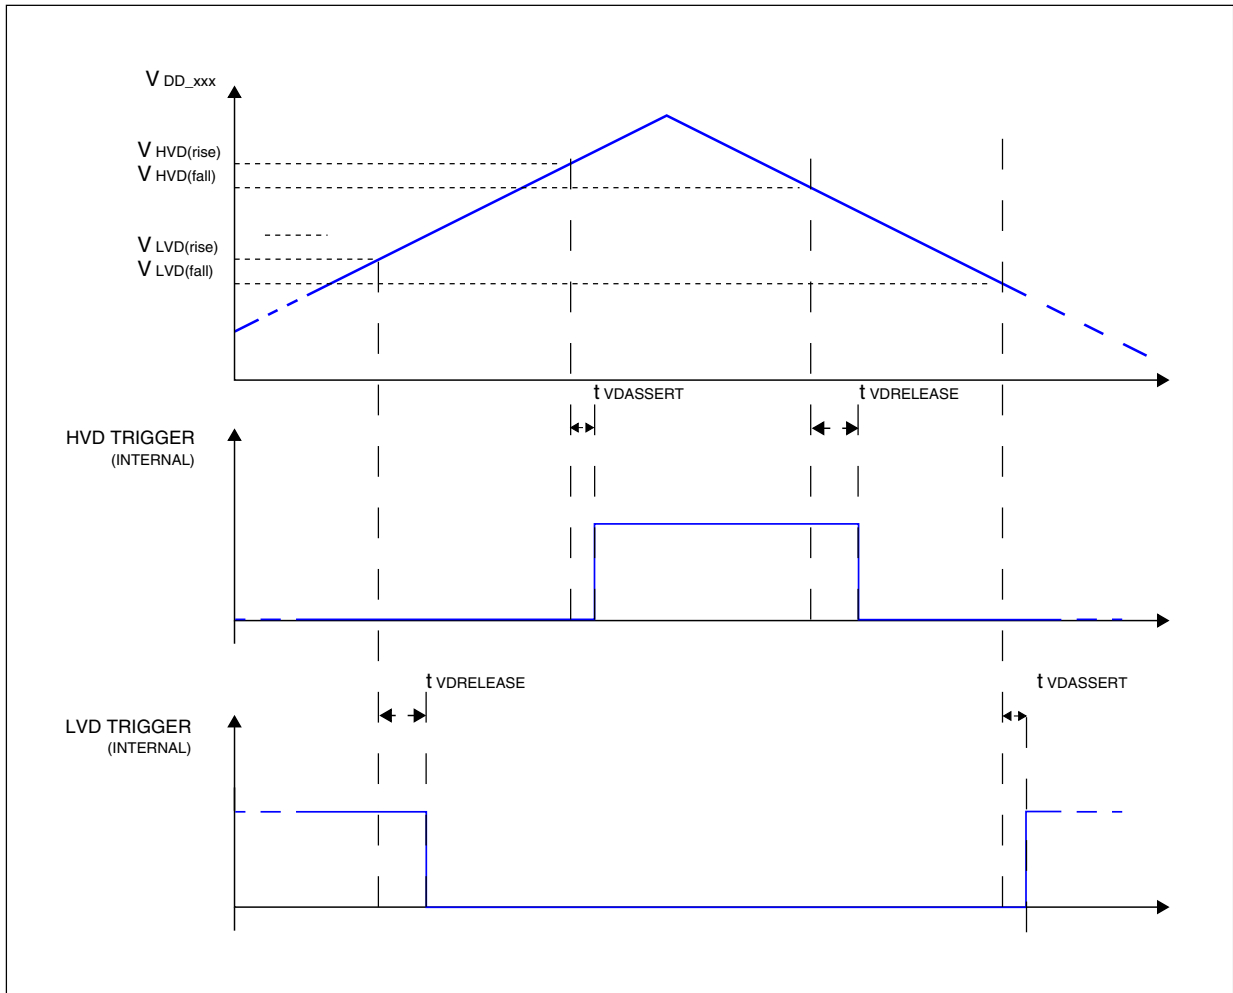 V DD_xxx
V HVD(rise)
V HVD(fall)
V LVD(rise)
V LVD(fall)
t VDASSERT
t VDRELEASE
HVD TRIGGER
(INTERNAL)
t VDRELEASE
t VDASSERT
LVD TRIGGER
(INTERNAL)